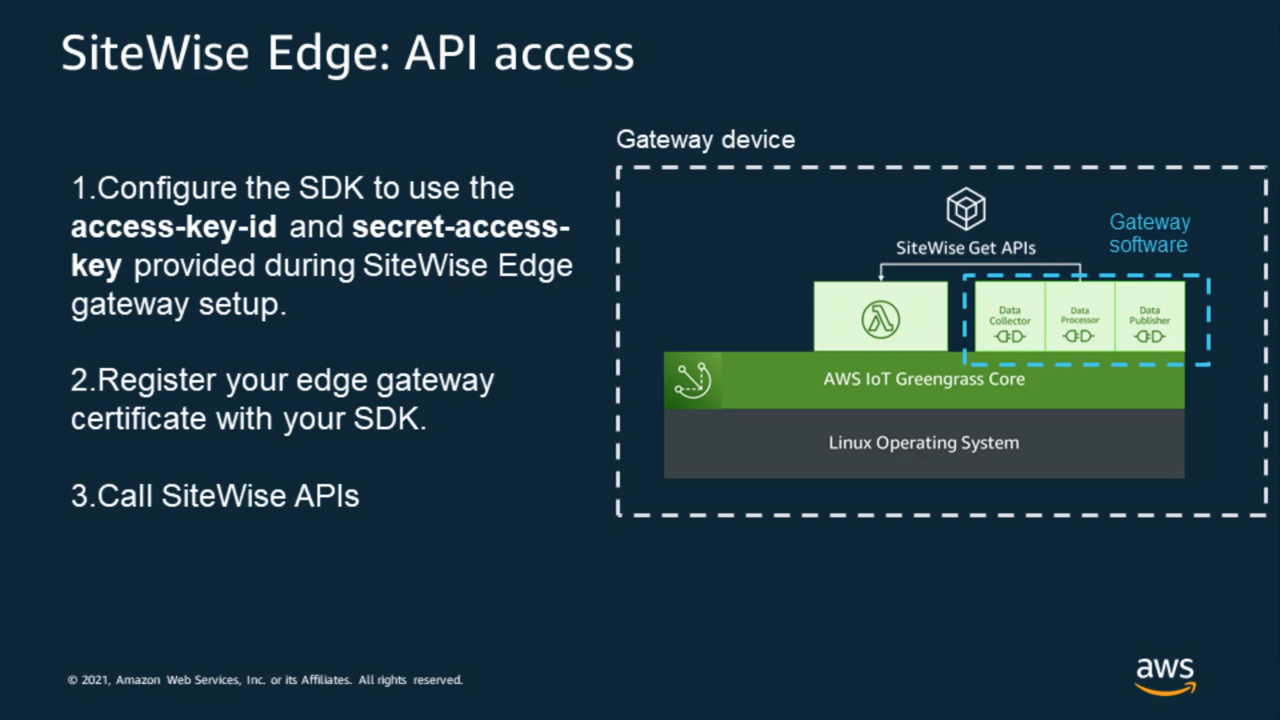 SiteWise Edge: API access
1.Configure the SDK to use the
access-key-id and secret-access-
key provided during SiteWise Edge
gateway setup.
2.Register your edge gateway
certificate with your SDK.
3.Call SiteWise APIs
Gateway device
SiteWise Get APIs
Gateway
software
Data
Collector
Data
Processor
Data
Publisher
AWS IoT Greengrass Core
Linux Operating System
© 2021, Amazon Web Services, Inc. or its Affiliates. All rights reserved.
aws